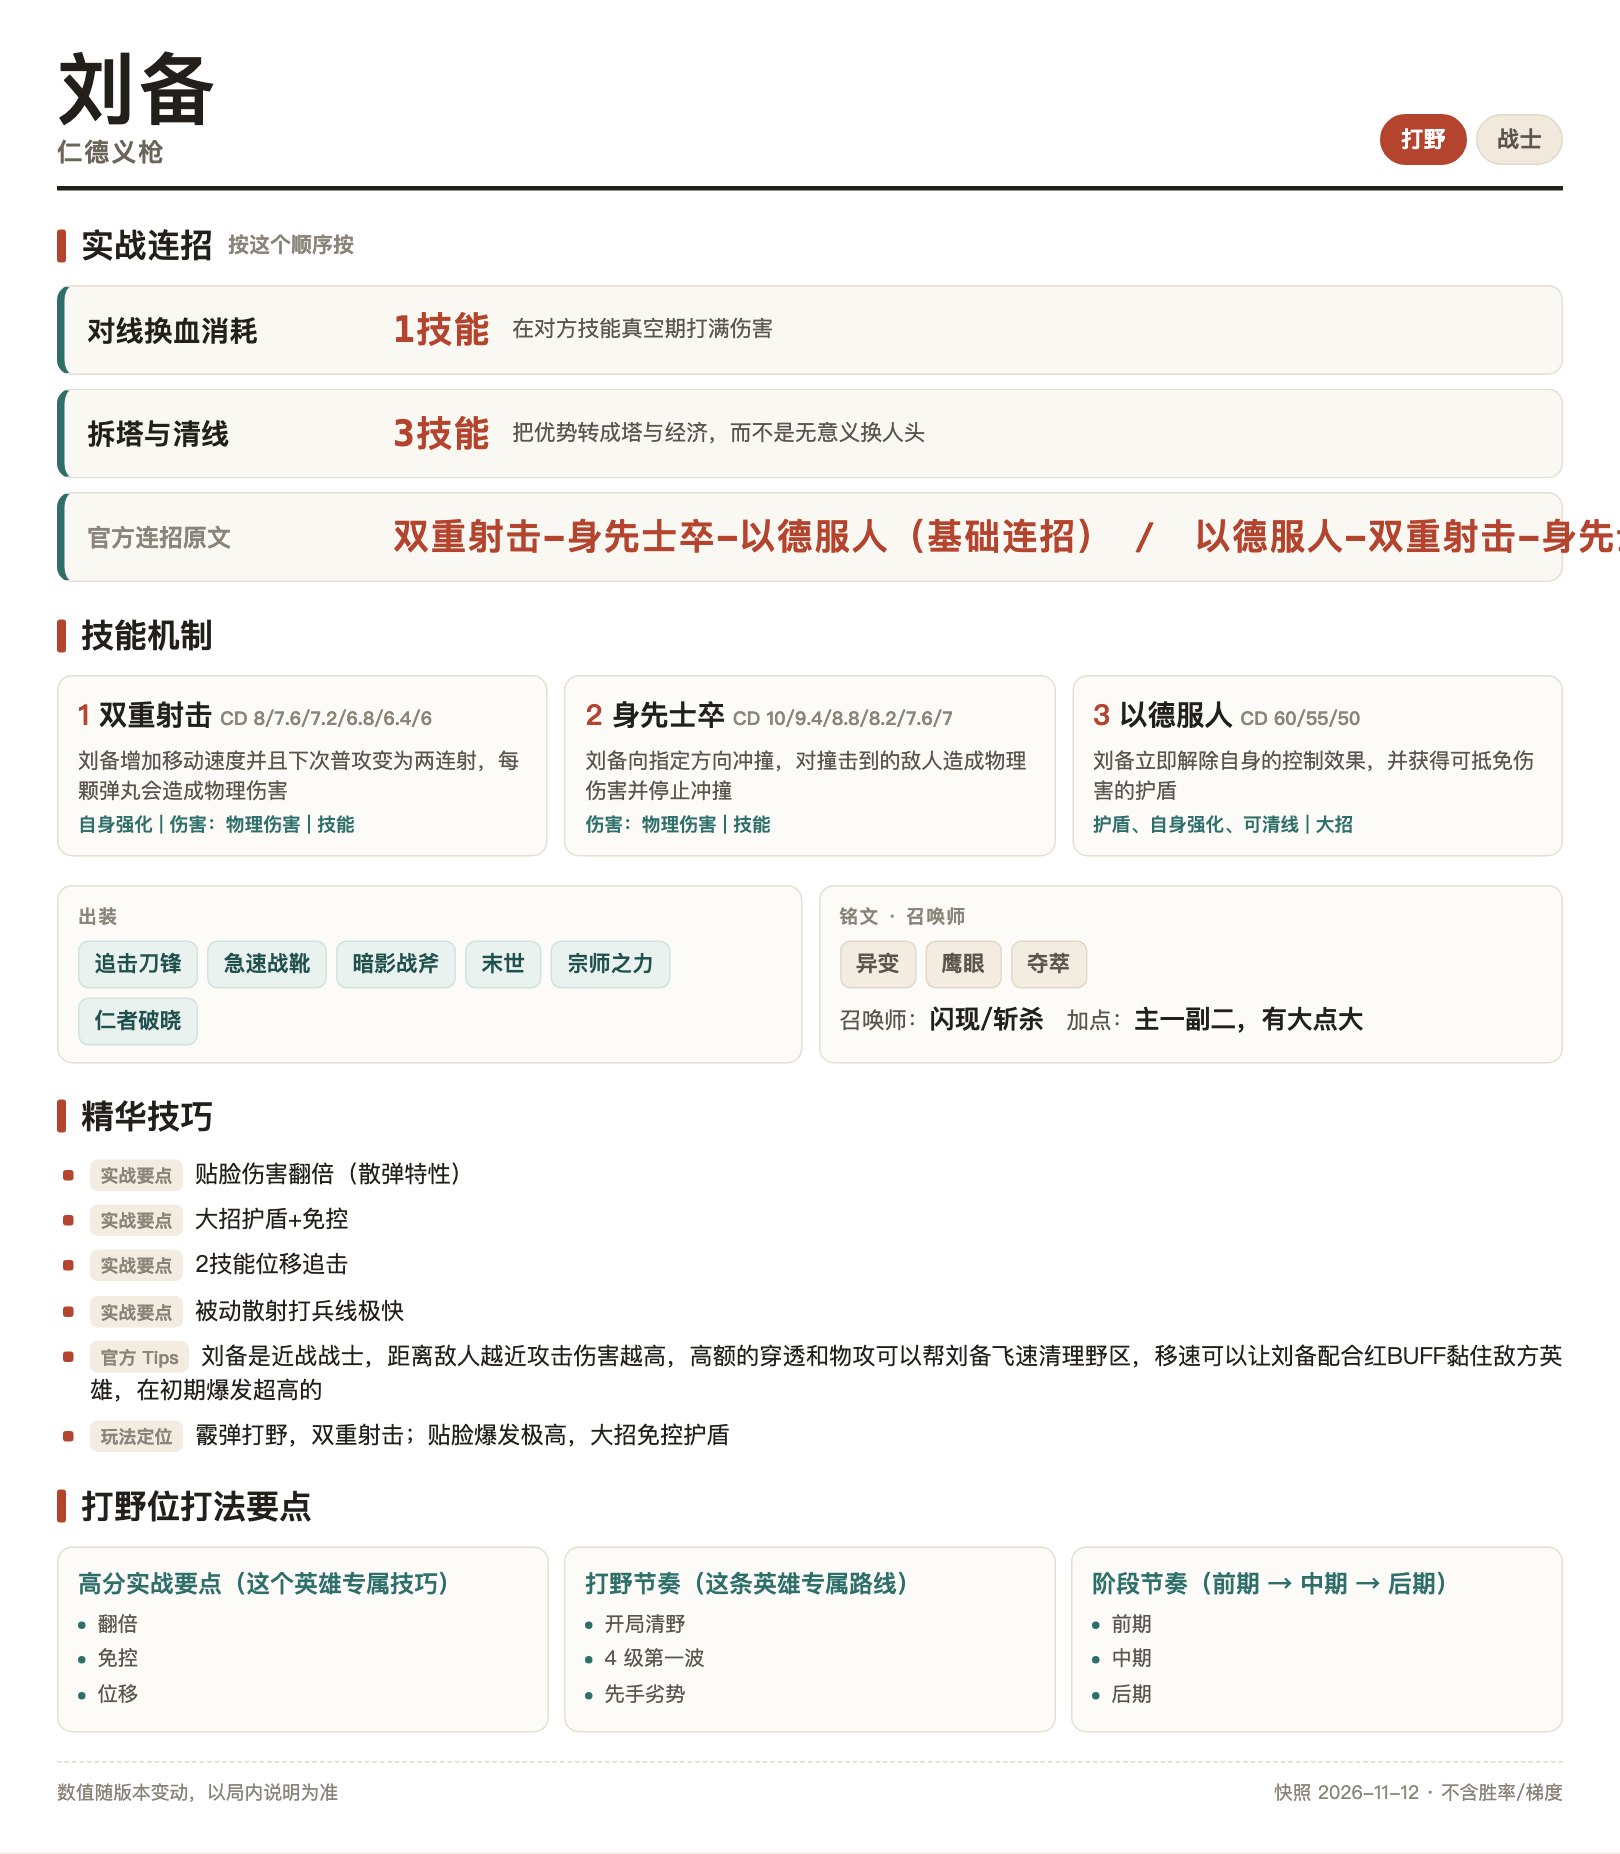 刘备
仁德义枪
打野 战士
实战连招 按这个顺序按
对线换血消耗 1技能 在对方技能真空期打满伤害
拆塔与清线 3技能 把优势转成塔与经济，而不是无意义换人头
官方连招原文 双重射击-身先士卒-以德服人（基础连招） / 以德服人-双重射击-身先
技能机制
1 双重射击 CD 8/7.6/7.2/6.8/6.4/6
刘备增加移动速度并且下次普攻变为两连射，每
颗弹丸会造成物理伤害
自身强化 | 伤害：物理伤害 | 技能
2 身先士卒 CD 10/9.4/8.8/8.2/7.6/7
刘备向指定方向冲撞，对撞击到的敌人造成物理
伤害并停止冲撞
伤害：物理伤害 | 技能
3 以德服人 CD 60/55/50
刘备立即解除自身的控制效果，并获得可抵免伤
害的护盾
护盾、自身强化、可清线 | 大招
出装
追击刀锋 急速战靴 暗影战斧 末世 宗师之力
仁者破晓
铭文 · 召唤师
异变 鹰眼 夺萃
召唤师：闪现/斩杀 加点：主一副二，有大点大
精华技巧
实战要点 贴脸伤害翻倍（散弹特性）
实战要点 大招护盾+免控
实战要点 2技能位移追击
实战要点 被动散射打兵线极快
官方 Tips 刘备是近战战士，距离敌人越近攻击伤害越高，高额的穿透和物攻可以帮刘备飞速清理野区，移速可以让刘备配合红BUFF黏住敌方英
雄，在初期爆发超高的
玩法定位 霰弹打野，双重射击；贴脸爆发极高，大招免控护盾
打野位打法要点
高分实战要点（这个英雄专属技巧）
翻倍
免控
位移
打野节奏（这条英雄专属路线）
开局清野
4 级第一波
先手劣势
阶段节奏（前期 → 中期 → 后期）
前期
中期
后期
数值随版本变动，以局内说明为准
快照 2026-11-12 · 不含胜率/梯度